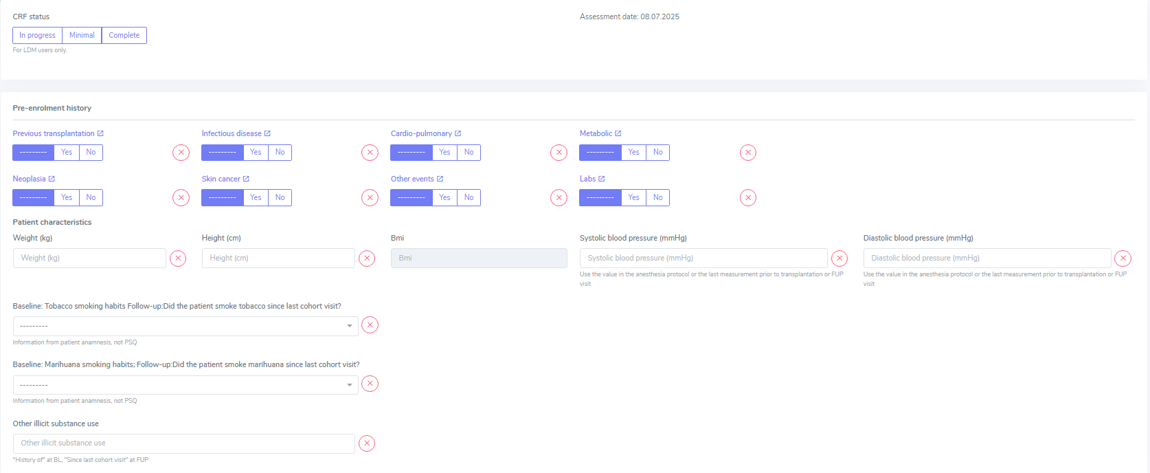 CRF status
Assessment date: 08.07.2025
In progress Minimal Complete
For LDM users only.
Pre-enrolment history
Previous transplantation Infectious disease Cardio-pulmonary Metabolic
--------- Yes No --------- Yes No --------- Yes No --------- Yes No
Neoplasia Skin cancer Other events Labs
--------- Yes No --------- Yes No --------- Yes No --------- Yes No
Patient characteristics
Weight (kg) Height (cm) Bmi Systolic blood pressure (mmHg) Diastolic blood pressure (mmHg)
Weight (kg) Height (cm) Bmi Systolic blood pressure (mmHg) Diastolic blood pressure (mmHg)
Use the value in the anesthesia protocol or the last measurement prior to transplantation or FUP
visit
Use the value in the anesthesia protocol or the last measurement prior to transplantation or FUP
visit
Baseline: Tobacco smoking habits Follow-up:Did the patient smoke tobacco since last cohort visit?
---------
Information from patient anamnesis, not PSQ
Baseline: Marihuana smoking habits; Follow-up:Did the patient smoke marihuana since last cohort visit?
---------
Information from patient anamnesis, not PSQ
Other illicit substance use
Other illicit substance use
"History of" at BL, "Since last cohort visit" at FUP